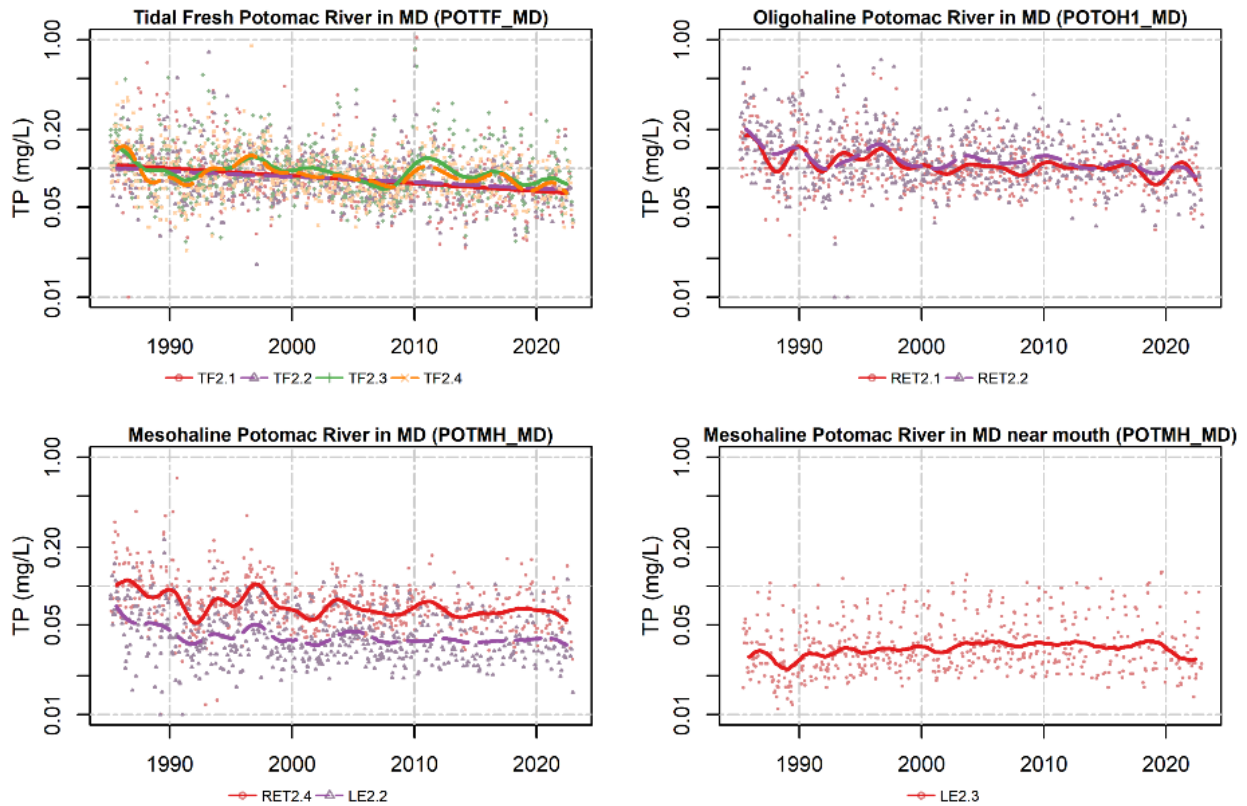 Tidal Fresh Potomac River in MD (POTTF_MD)
TP (mg/L)
1.00
0.20
0.05
0.01
1990 2000 2010 2020
TF2.1 TF2.2 TF2.3 TF2.4
Oligohaline Potomac River in MD (POTOH1_MD)
TP (mg/L)
1.00
0.20
0.05
0.01
1990 2000 2010 2020
RET2.1 RET2.2
Mesohaline Potomac River in MD (POTMH_MD)
TP (mg/L)
1.00
0.20
0.05
0.01
1990 2000 2010 2020
RET2.4 LE2.2
Mesohaline Potomac River in MD near mouth (POTMH_MD)
TP (mg/L)
1.00
0.20
0.05
0.01
1990 2000 2010 2020
LE2.3